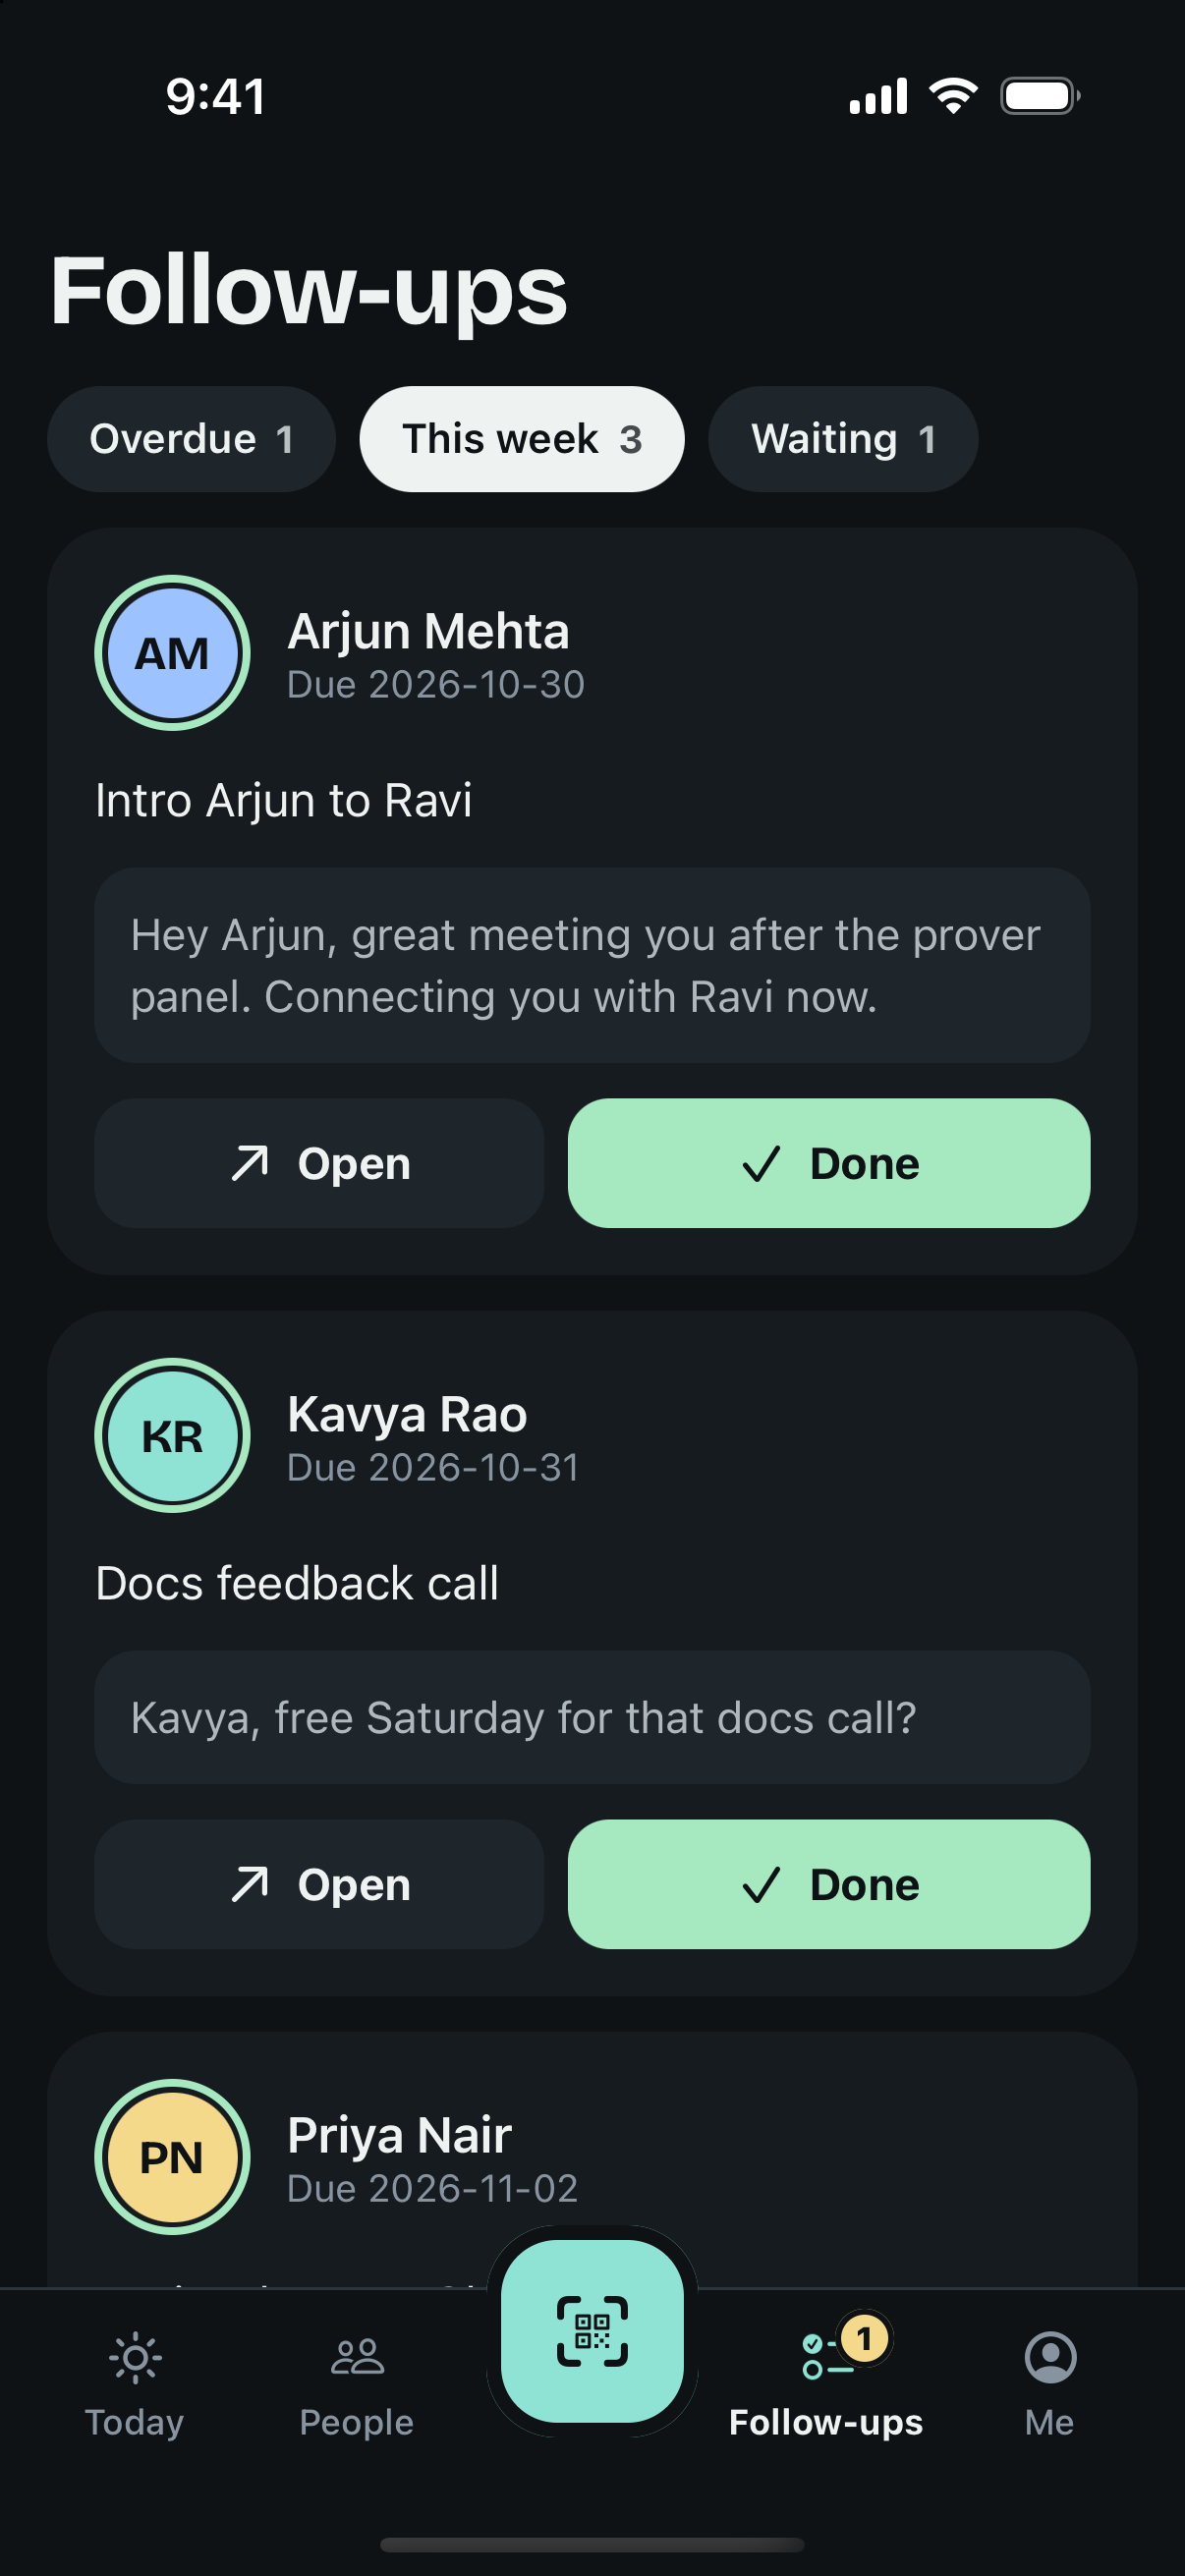 9:41
Follow-ups
Overdue 1
This week 3
Waiting 1
AM
Arjun Mehta
Due 2026-10-30
Intro Arjun to Ravi
Hey Arjun, great meeting you after the prover
panel. Connecting you with Ravi now.
Open
Done
KR
Kavya Rao
Due 2026-10-31
Docs feedback call
Kavya, free Saturday for that docs call?
Open
Done
PN
Priya Nair
Due 2026-11-02
1
Today
People
Follow-ups
Me